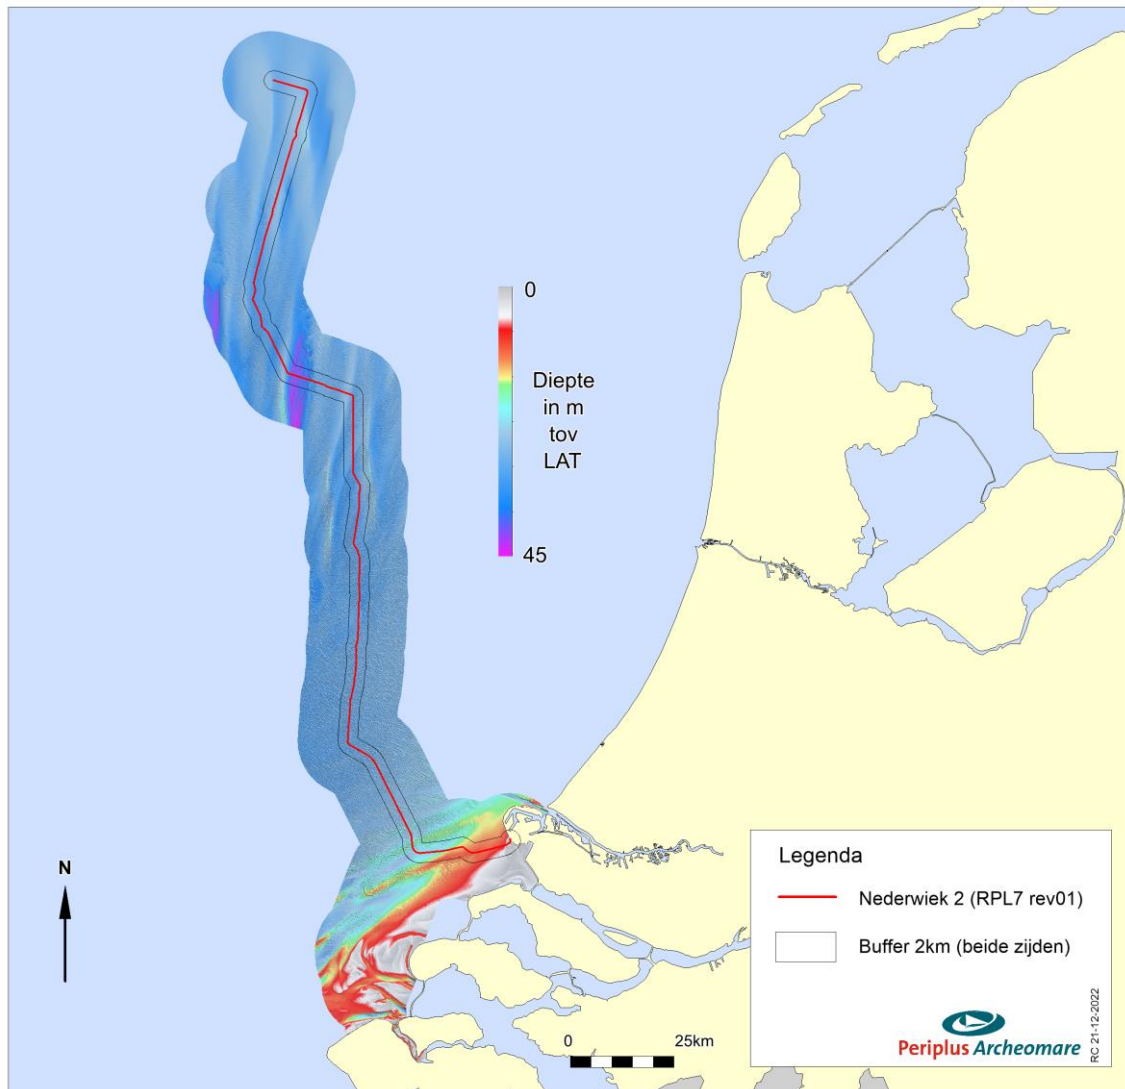 0
Diepte
in m
tov
LAT
45
N
0 25km
Legenda
Nederwiek 2 (RPL7 rev01)
Buffer 2km (beide zijden)
Periplus Archeomare
RC 21-12-2022